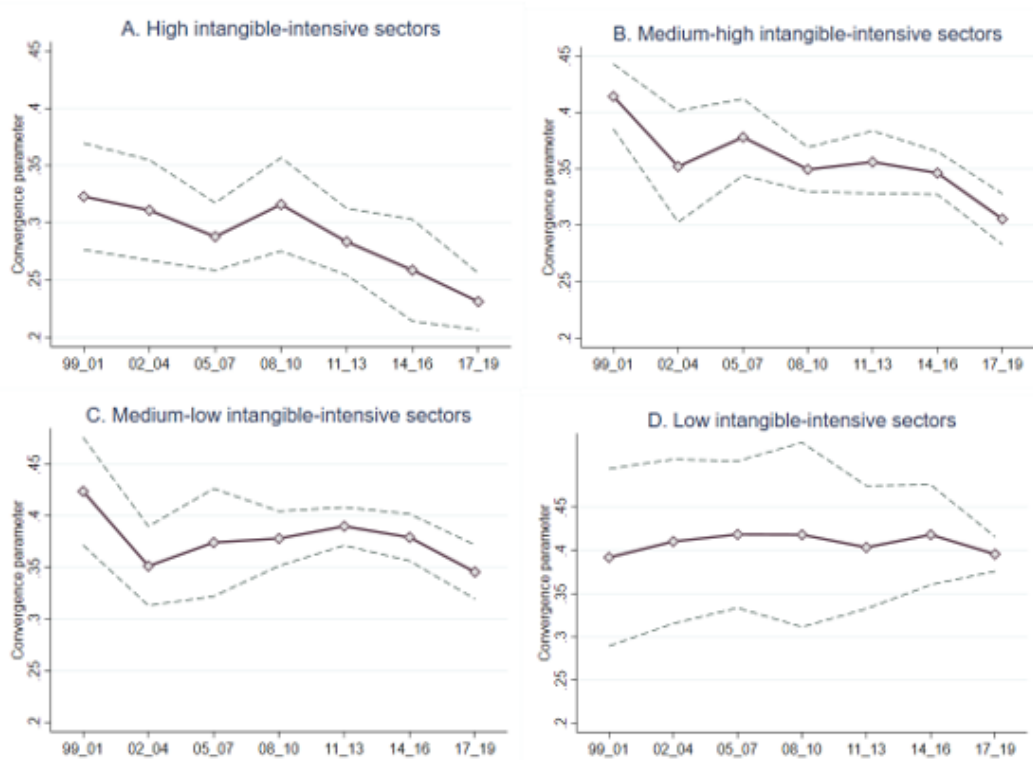 A. High intangible-intensive sectors
Convergence parameter
.45
.4
.35
.3
.25
.2
99_01 02_04 05_07 08_10 11_13 14_16 17_19
B. Medium-high intangible-intensive sectors
Convergence parameter
.45
.4
.35
.3
.25
.2
99_01 02_04 05_07 08_10 11_13 14_16 17_19
C. Medium-low intangible-intensive sectors
Convergence parameter
.45
.4
.35
.3
.25
.2
99_01 02_04 05_07 08_10 11_13 14_16 17_19
D. Low intangible-intensive sectors
Convergence parameter
.45
.4
.35
.3
.25
.2
99_01 02_04 05_07 08_10 11_13 14_16 17_19